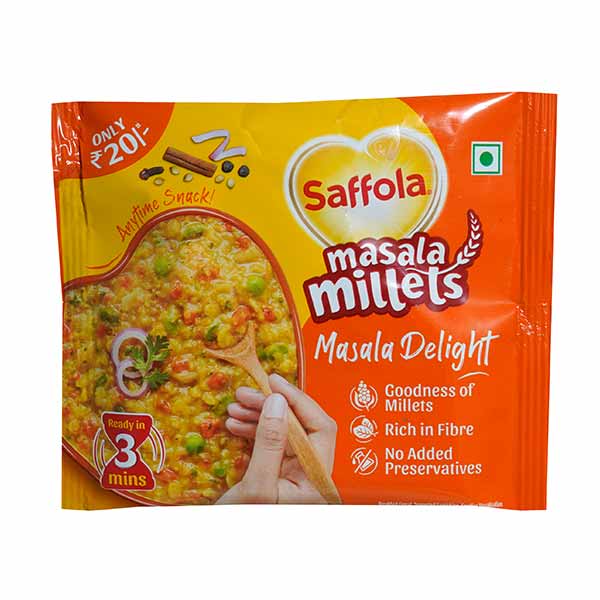 ONLY
₹20/-
Anytime Snack!
Saffola
masala
millets
Masala Delight
Goodness of
Millets
Rich in Fibre
No Added
Preservatives
Ready in
3
mins